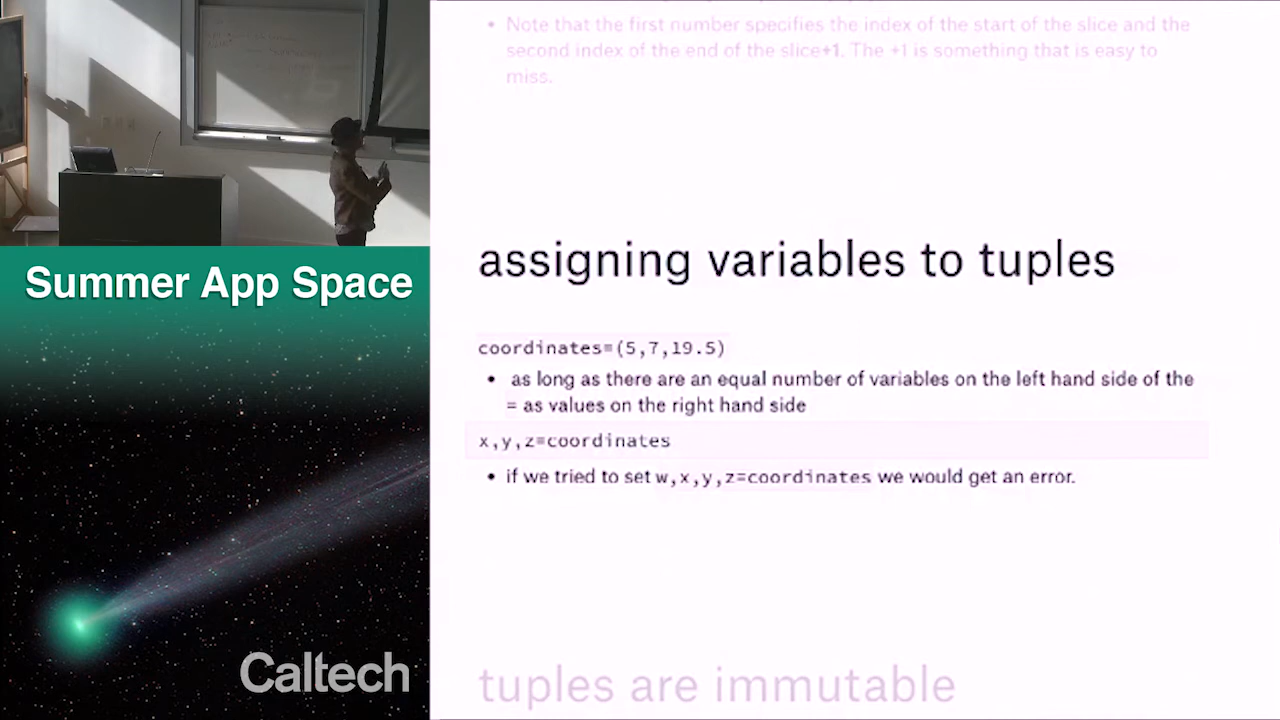 Summer App Space
Caltech
• Note that the first number specifies the index of the start of the slice and the
second index of the end of the slice+1. The +1 is something that is easy to
miss.
assigning variables to tuples
coordinates=(5,7,19.5)
• as long as there are an equal number of variables on the left hand side of the
= as values on the right hand side
x,y,z=coordinates
• if we tried to set w,x,y,z=coordinates we would get an error.
tuples are immutable